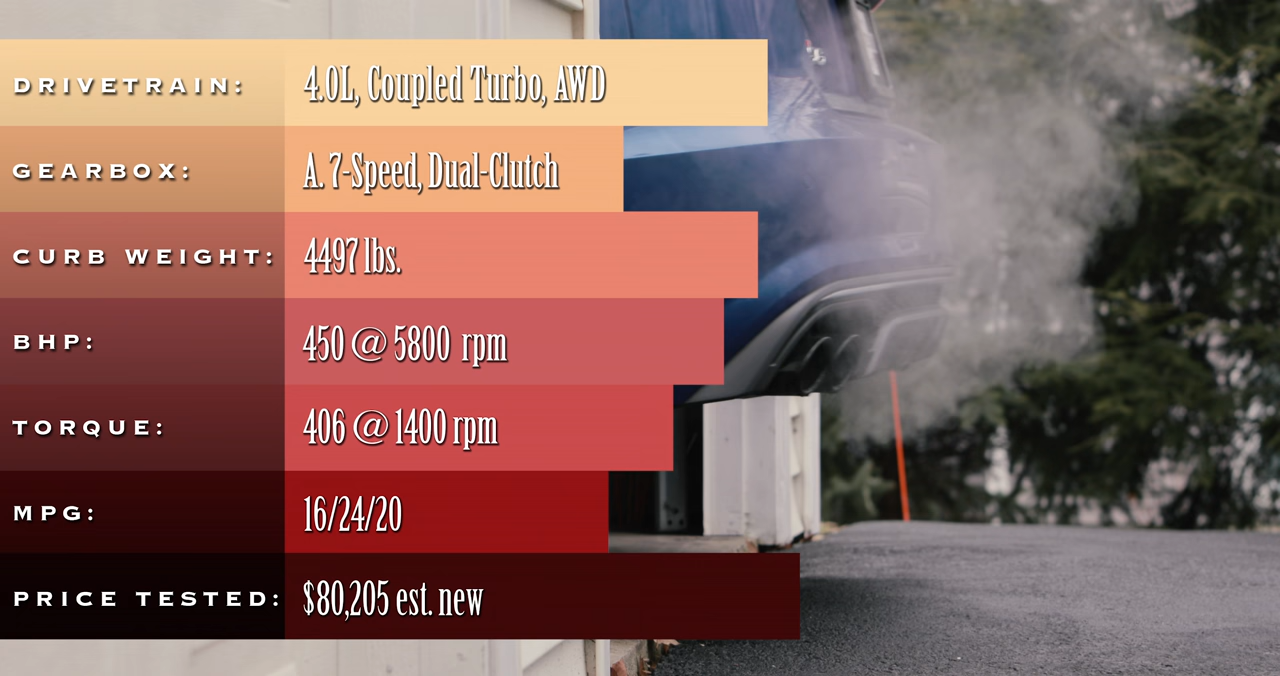 DRIVETRAIN: 4.0L, Coupled Turbo, AWD
GEARBOX: A. 7-Speed, Dual-Clutch
CURB WEIGHT: 4497 lbs.
BHP: 450 @ 5800 rpm
TORQUE: 406 @ 1400 rpm
MPG: 16/24/20
PRICE TESTED: $80,205 est. new